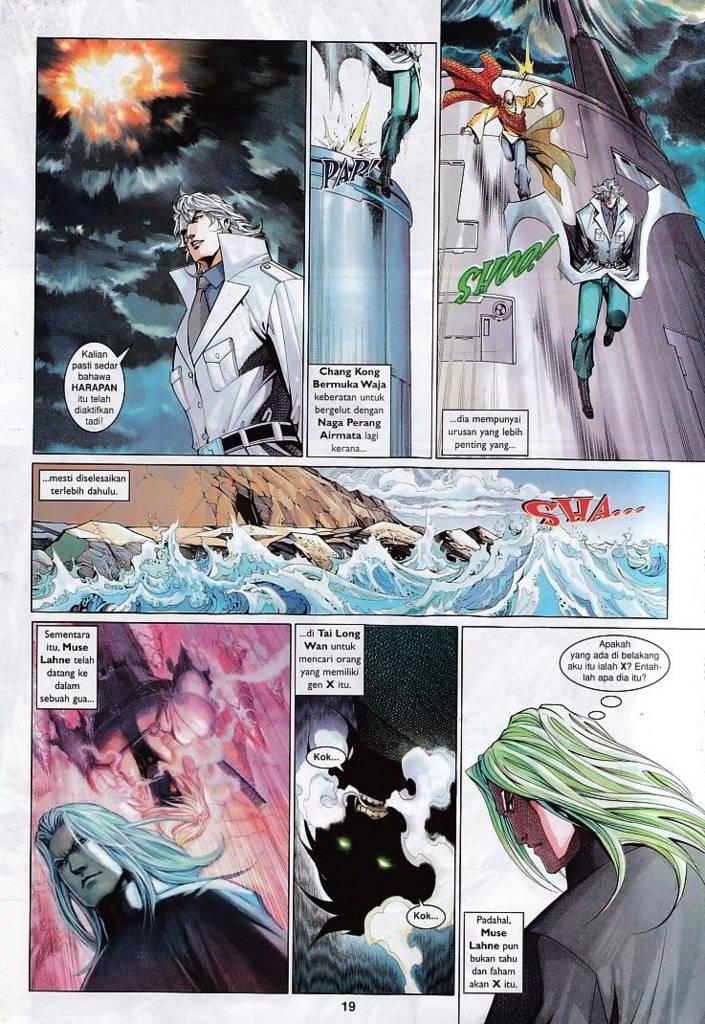 Kalian
pasti sedar
bahawa
HARAPAN
itu telah
diaktifkan
tadi!
PAP!
Chang Kong
Bermuka Waja
keberatan untuk
bergelut dengan
Naga Perang
Airmata lagi
kerana...
SHOO!
...dia mempunyai
urusan yang lebih
penting yang...
...mesti diselesaikan
terlebih dahulu.
SHA...
Sementara
itu, Muse
Lahne telah
datang ke
dalam
sebuah gua...
...di Tai Long
Wan untuk
mencari orang
yang memiliki
gen X itu.
Kok...
Kok...
Apakah
yang ada di belakang
aku itu ialah X? Entah-
lah apa dia itu?
Padahal,
Muse
Lahne pun
bukan tahu
dan faham
akan X itu.
19